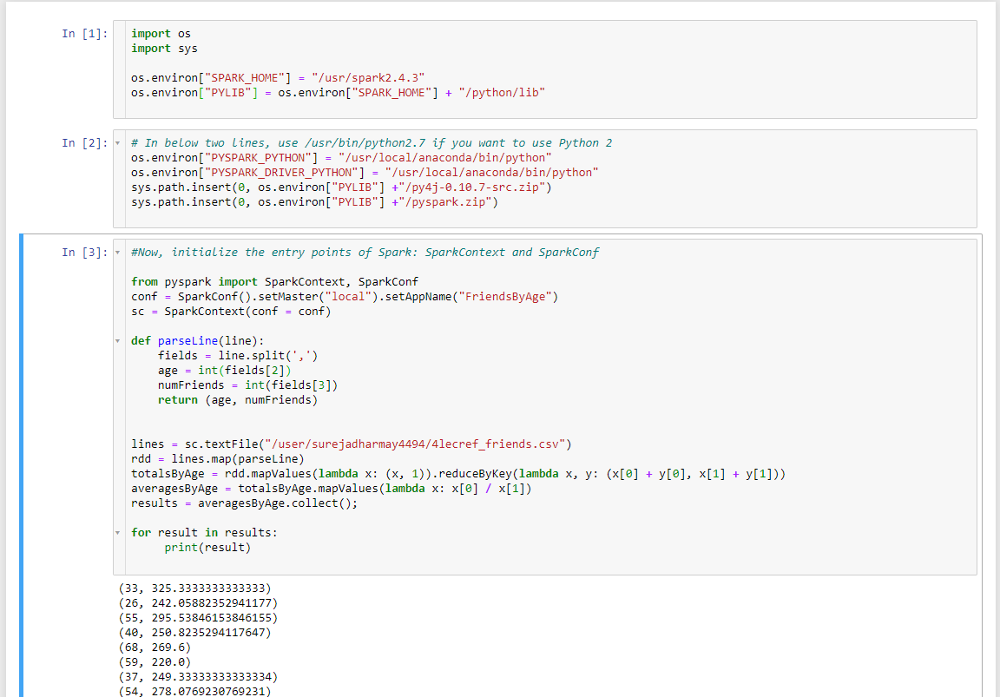 In [1]:
import os
import sys
os.environ["SPARK_HOME"] = "/usr/spark2.4.3"
os.environ["PYLIB"] = os.environ["SPARK_HOME"] + "/python/lib"
In [2]:
# In below two lines, use /usr/bin/python2.7 if you want to use Python 2
os.environ["PYSPARK_PYTHON"] = "/usr/local/anaconda/bin/python"
os.environ["PYSPARK_DRIVER_PYTHON"] = "/usr/local/anaconda/bin/python"
sys.path.insert(0, os.environ["PYLIB"] +"/py4j-0.10.7-src.zip")
sys.path.insert(0, os.environ["PYLIB"] +"/pyspark.zip")
In [3]:
#Now, initialize the entry points of Spark: SparkContext and SparkConf
from pyspark import SparkContext, SparkConf
conf = SparkConf().setMaster("local").setAppName("FriendsByAge")
sc = SparkContext(conf = conf)
def parseLine(line):
    fields = line.split(',')
    age = int(fields[2])
    numFriends = int(fields[3])
    return (age, numFriends)
lines = sc.textFile("/user/surejadharmay4494/4lecref_friends.csv")
rdd = lines.map(parseLine)
totalsByAge = rdd.mapValues(lambda x: (x, 1)).reduceByKey(lambda x, y: (x[0] + y[0], x[1] + y[1]))
averagesByAge = totalsByAge.mapValues(lambda x: x[0] / x[1])
results = averagesByAge.collect();
for result in results:
     print(result)
(33, 325.3333333333333)
(26, 242.05882352941177)
(55, 295.53846153846155)
(40, 250.8235294117647)
(68, 269.6)
(59, 220.0)
(37, 249.33333333333334)
(54, 278.0769230769231)